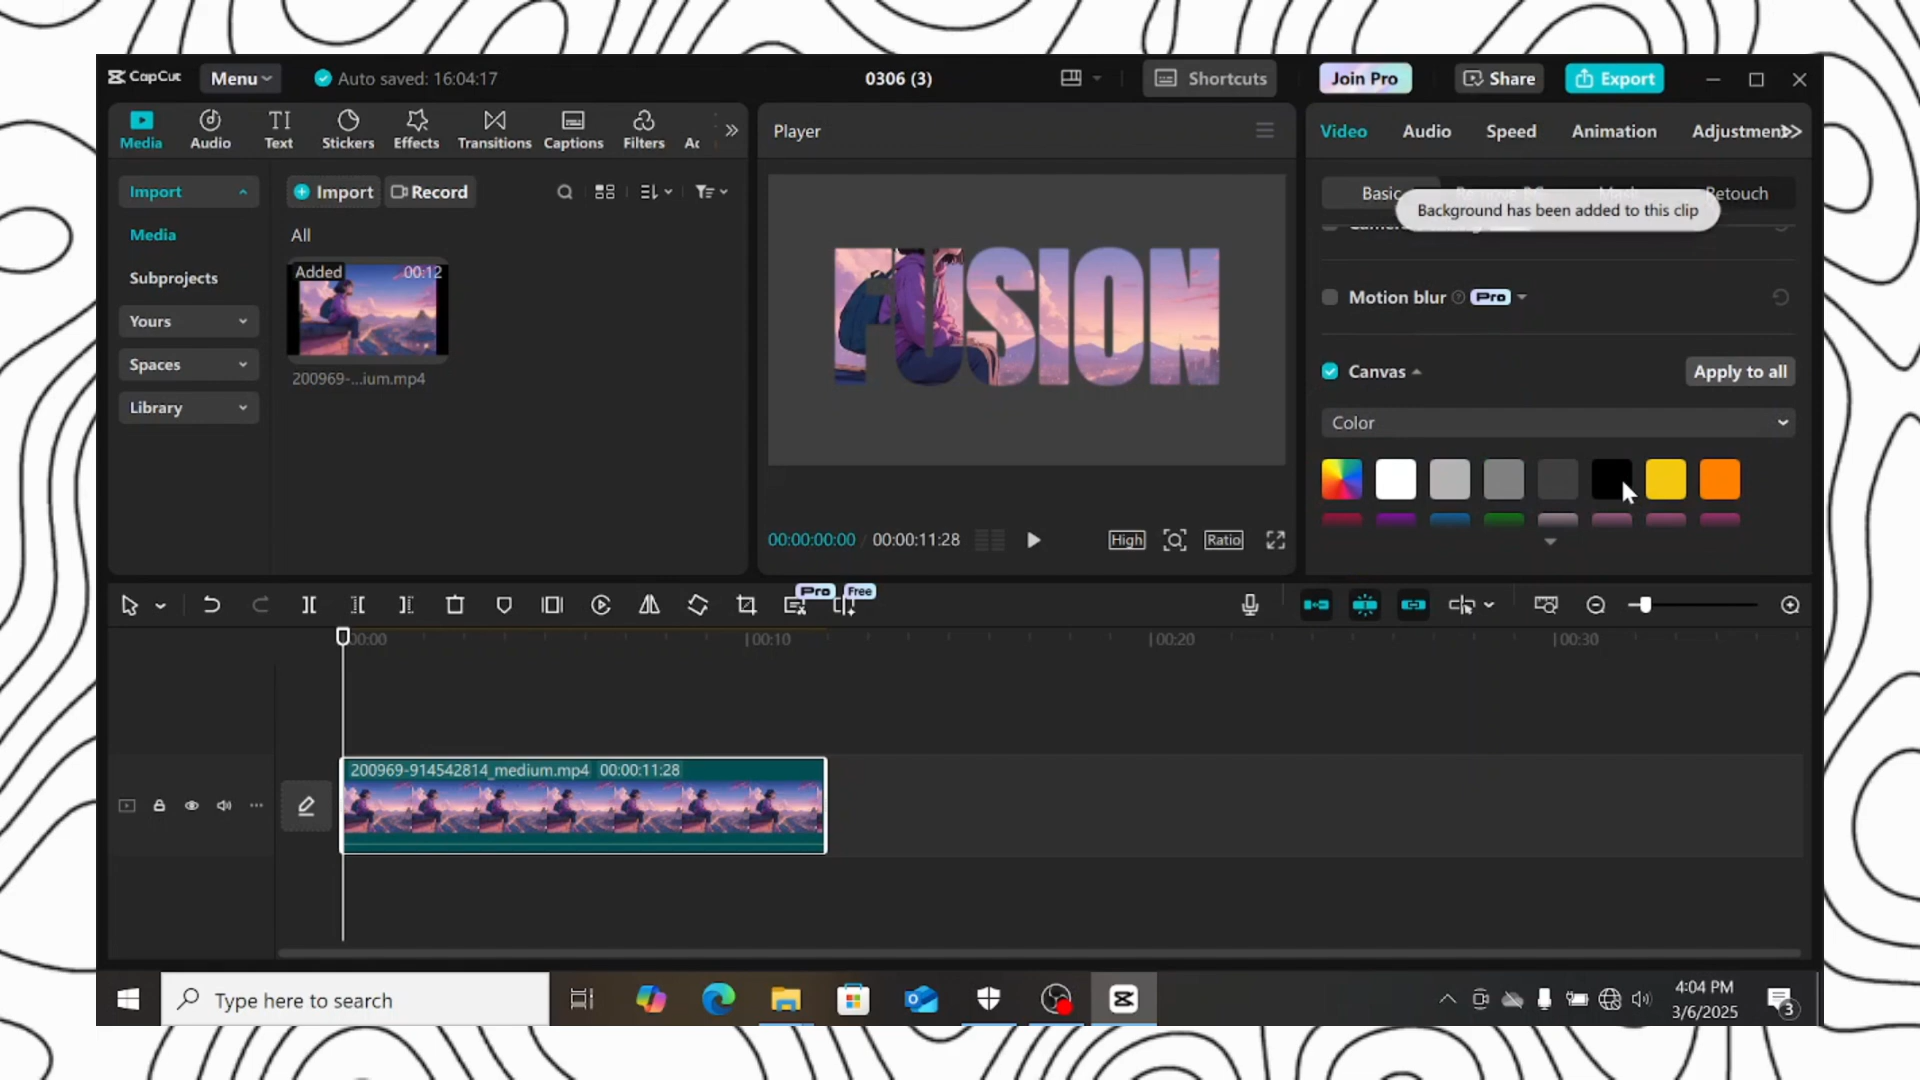 CapCut Menu Auto saved: 16:04:17 0306 (3) Shortcuts Join Pro Share Export
Media Audio Text Stickers Effects Transitions Captions Filters
Import
Media
Subprojects
Yours
Spaces
Library
Import Record
All
Added 00:12
200969-...ium.mp4
Player
FUSION
00:00:00:00 / 00:00:11:28 High Ratio
Video Audio Speed Animation Adjustment
Basic Retouch
Background has been added to this clip
Motion blur Pro
Canvas Apply to all
Color
Pro Free
00:00 00:10 00:20 00:30
200969-914542814_medium.mp4 00:00:11:28
Type here to search
4:04 PM
3/6/2025
3